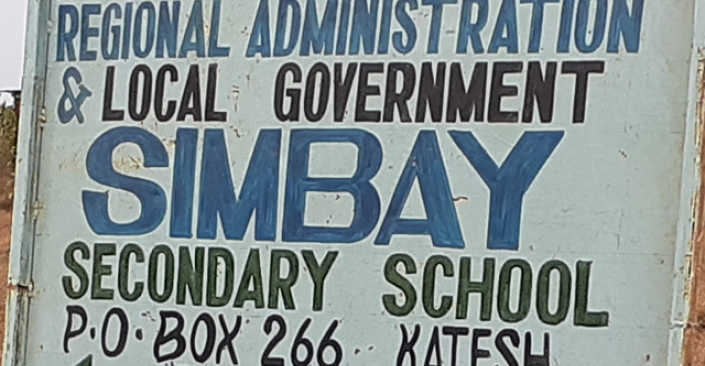 REGIONAL ADMINISTRATION
& LOCAL GOVERNMENT
SIMBAY
SECONDARY SCHOOL
P.O. BOX 266 KATESH